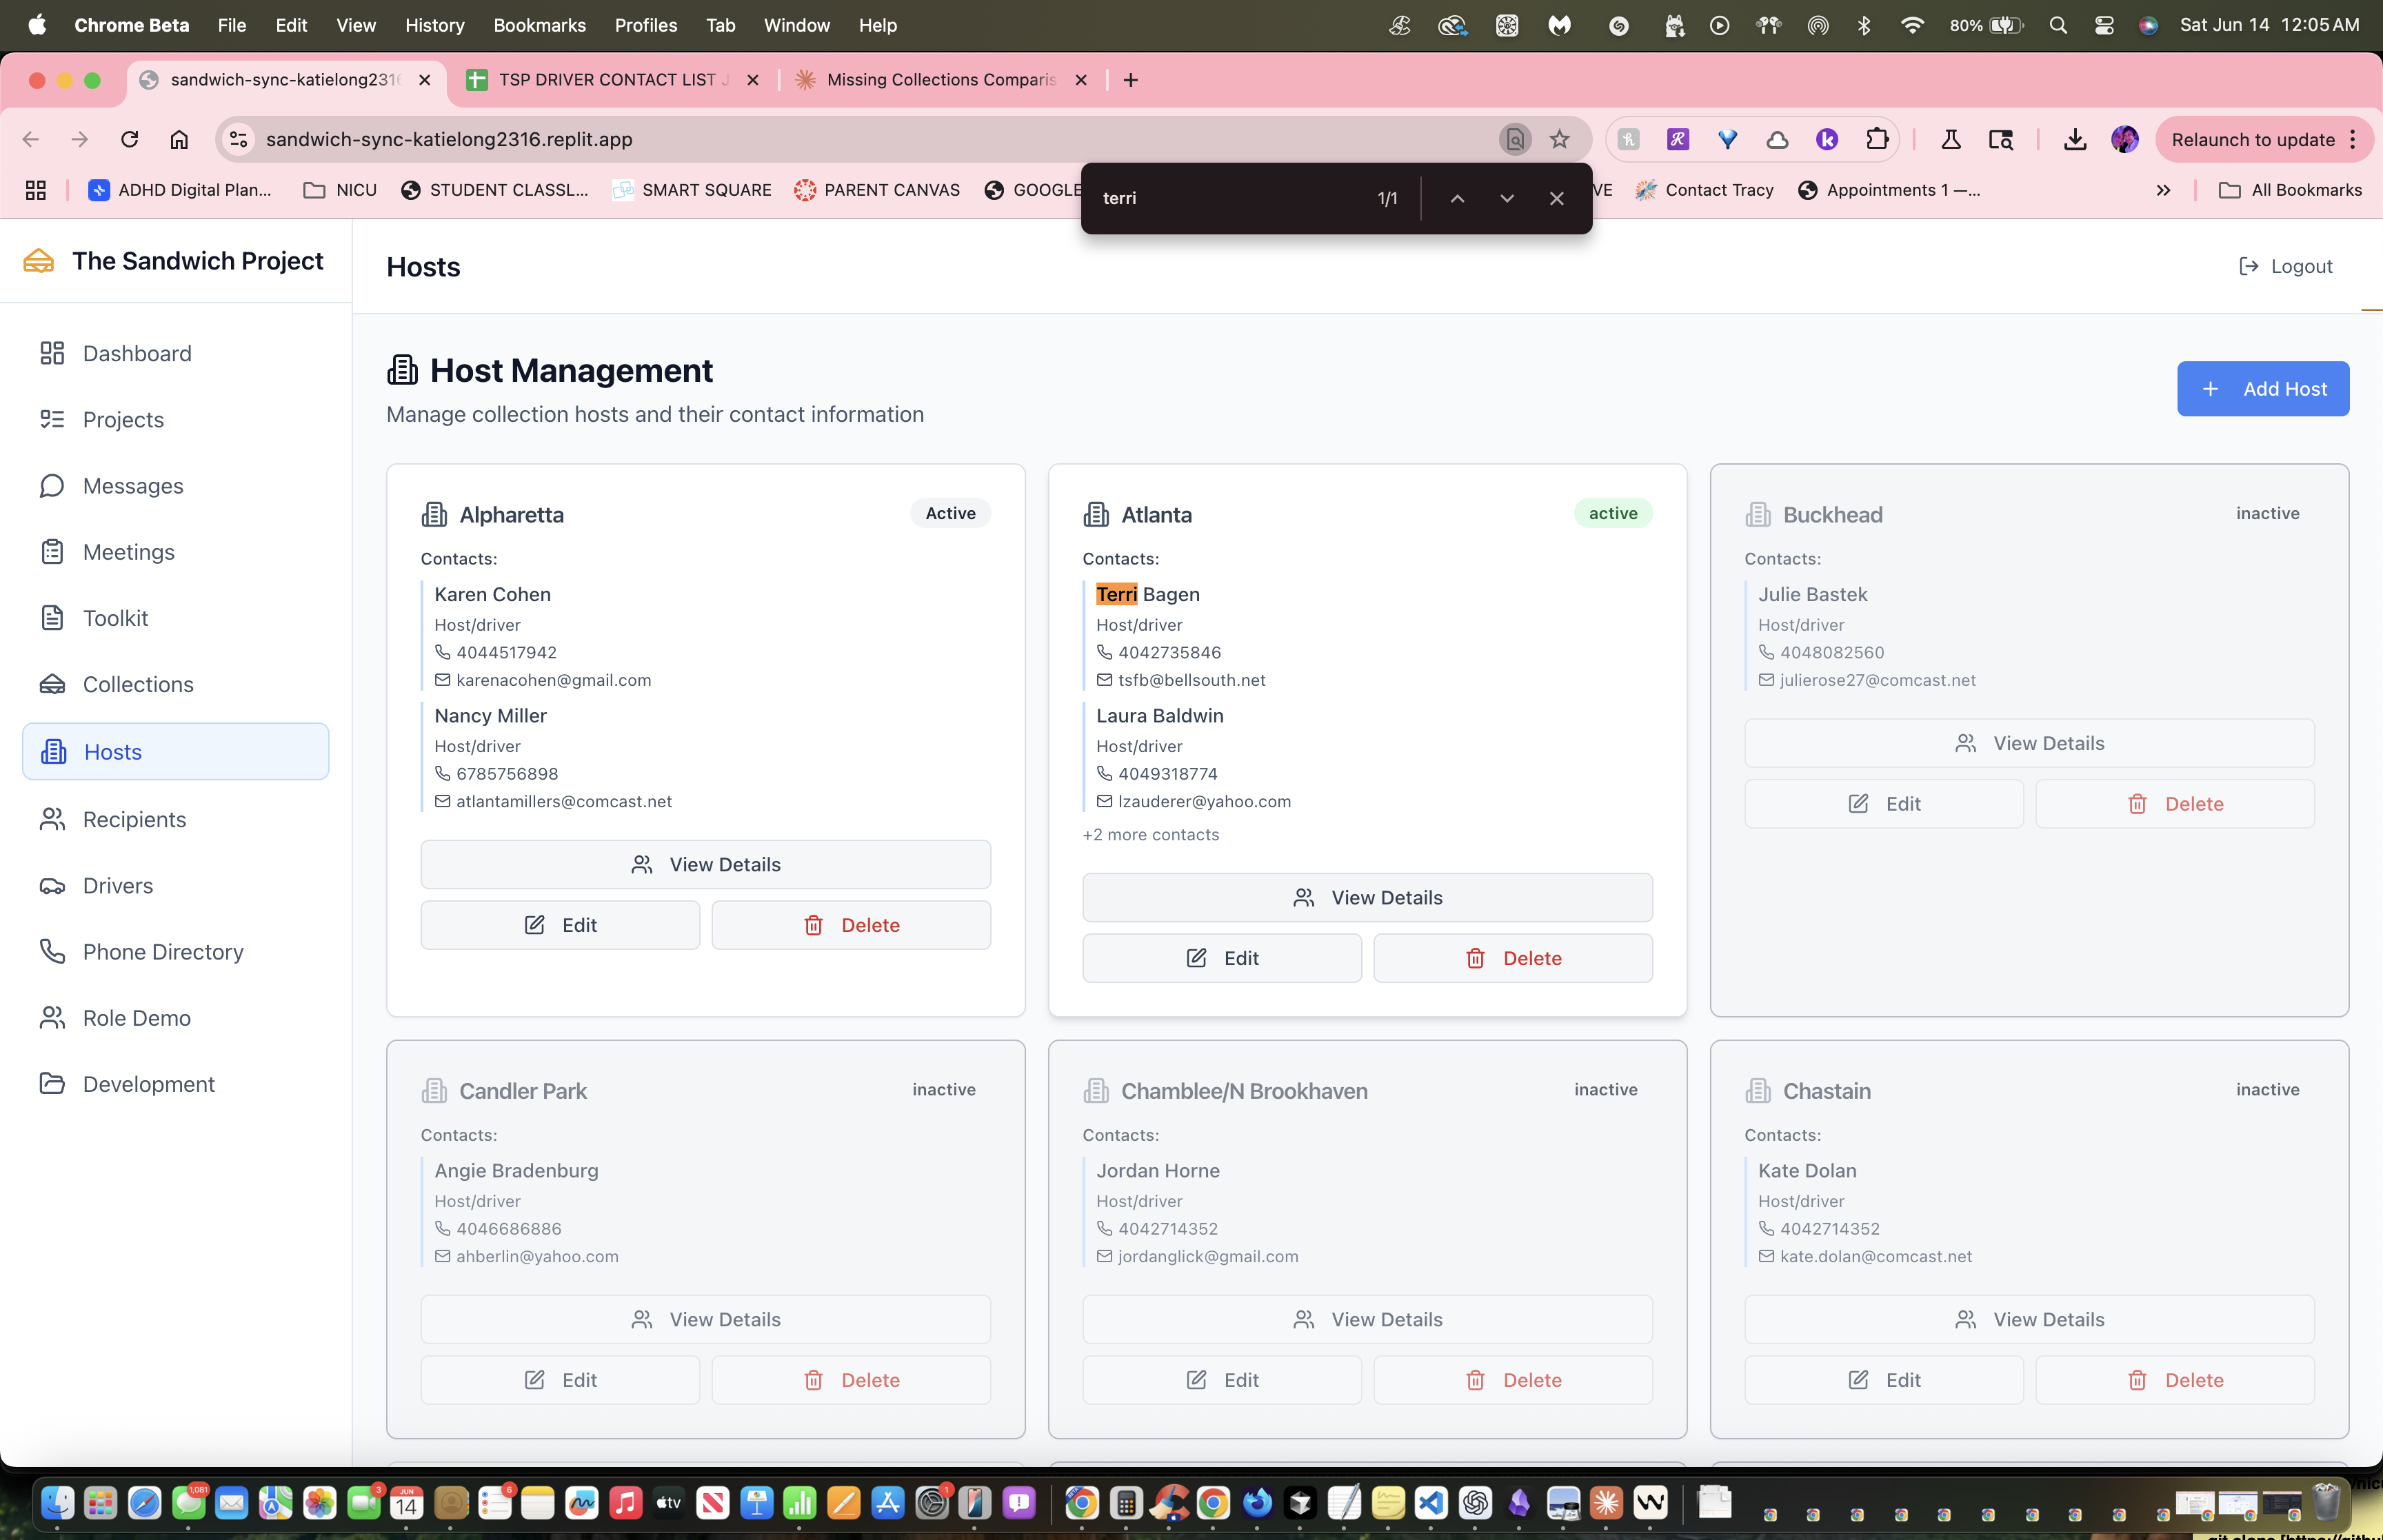 Chrome Beta File Edit View History Bookmarks Profiles Tab Window Help 80% Sat Jun 14 12:05 AM
sandwich-sync-katielong2316 TSP DRIVER CONTACT LIST J Missing Collections Comparis
sandwich-sync-katielong2316.replit.app Relaunch to update
ADHD Digital Plan... NICU STUDENT CLASSL... SMART SQUARE PARENT CANVAS GOOGLE VE Contact Tracy Appointments 1 —... All Bookmarks
terri 1/1
The Sandwich Project
Hosts
Logout
Dashboard
Projects
Messages
Meetings
Toolkit
Collections
Hosts
Recipients
Drivers
Phone Directory
Role Demo
Development
Host Management
Manage collection hosts and their contact information
Add Host
Alpharetta
Active
Contacts:
Karen Cohen
Host/driver
4044517942
karenacohen@gmail.com
Nancy Miller
Host/driver
6785756898
atlantamillers@comcast.net
View Details
Edit
Delete
Atlanta
active
Contacts:
Terri Bagen
Host/driver
4042735846
tsfb@bellsouth.net
Laura Baldwin
Host/driver
4049318774
lzauderer@yahoo.com
+2 more contacts
View Details
Edit
Delete
Buckhead
inactive
Contacts:
Julie Bastek
Host/driver
4048082560
julierose27@comcast.net
View Details
Edit
Delete
Candler Park
inactive
Contacts:
Angie Bradenburg
Host/driver
4046686886
ahberlin@yahoo.com
View Details
Edit
Delete
Chamblee/N Brookhaven
inactive
Contacts:
Jordan Horne
Host/driver
4042714352
jordanglick@gmail.com
View Details
Edit
Delete
Chastain
inactive
Contacts:
Kate Dolan
Host/driver
4042714352
kate.dolan@comcast.net
View Details
Edit
Delete
1,081
3
JUN
14
6
tv
1